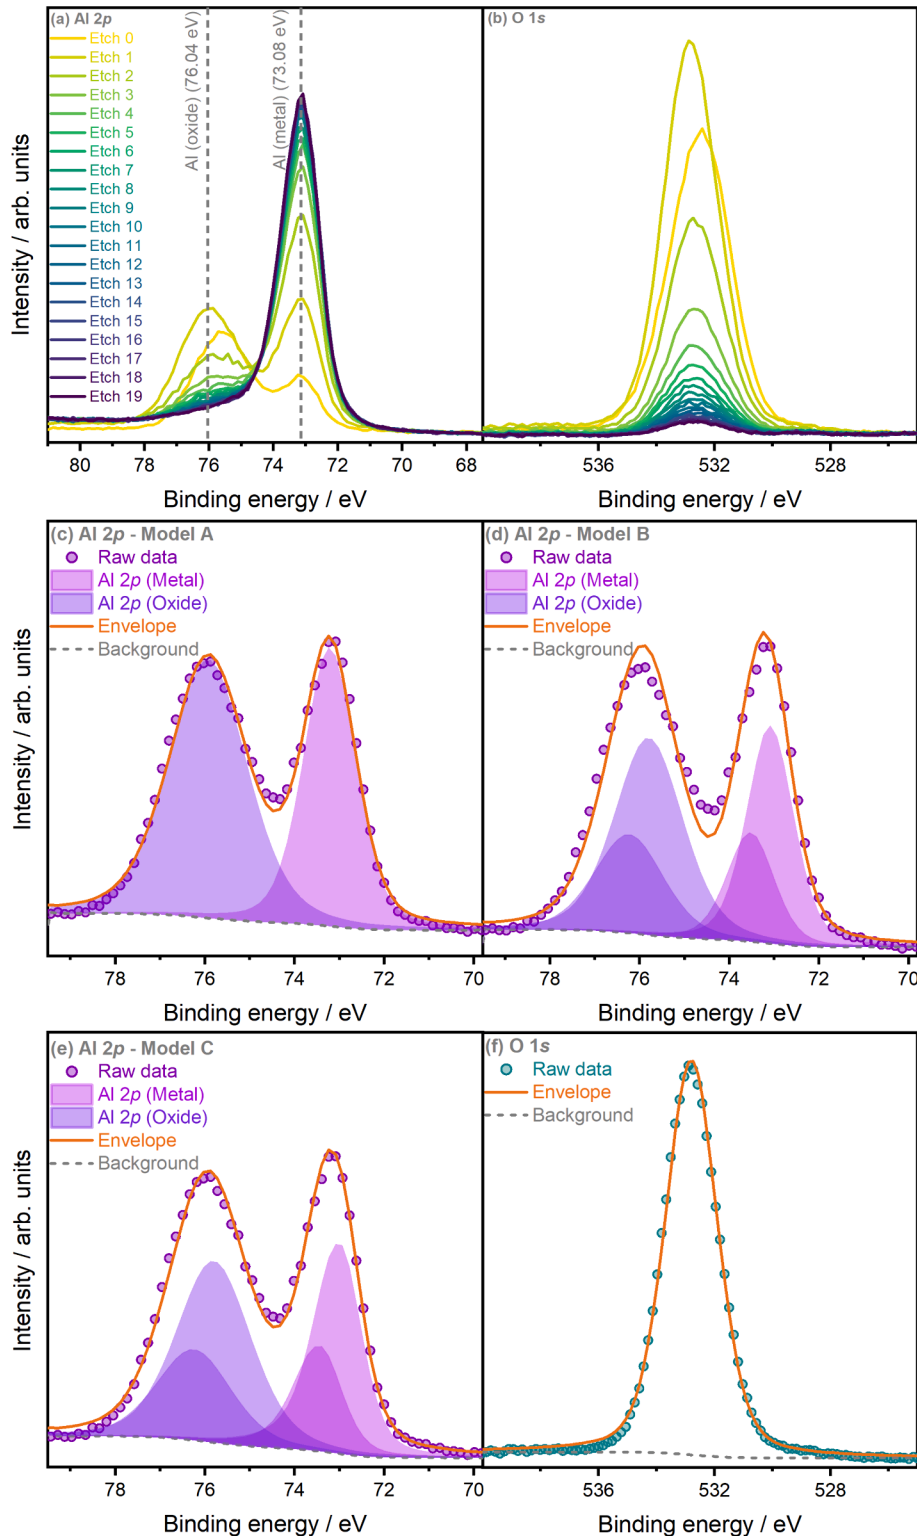 (a) Al 2p
Etch 0
Etch 1
Etch 2
Etch 3
Etch 4
Etch 5
Etch 6
Etch 7
Etch 8
Etch 9
Etch 10
Etch 11
Etch 12
Etch 13
Etch 14
Etch 15
Etch 16
Etch 17
Etch 18
Etch 19
Al (oxide) (76.04 eV)
Al (metal) (73.08 eV)
Intensity / arb. units
80 78 76 74 72 70 68
Binding energy / eV
(b) O 1s
536 532 528
Binding energy / eV
(c) Al 2p - Model A
Raw data
Al 2p (Metal)
Al 2p (Oxide)
Envelope
Background
Intensity / arb. units
78 76 74 72 70
Binding energy / eV
(d) Al 2p - Model B
Raw data
Al 2p (Metal)
Al 2p (Oxide)
Envelope
Background
78 76 74 72 70
Binding energy / eV
(e) Al 2p - Model C
Raw data
Al 2p (Metal)
Al 2p (Oxide)
Envelope
Background
Intensity / arb. units
78 76 74 72 70
Binding energy / eV
(f) O 1s
Raw data
Envelope
Background
536 532 528
Binding energy / eV